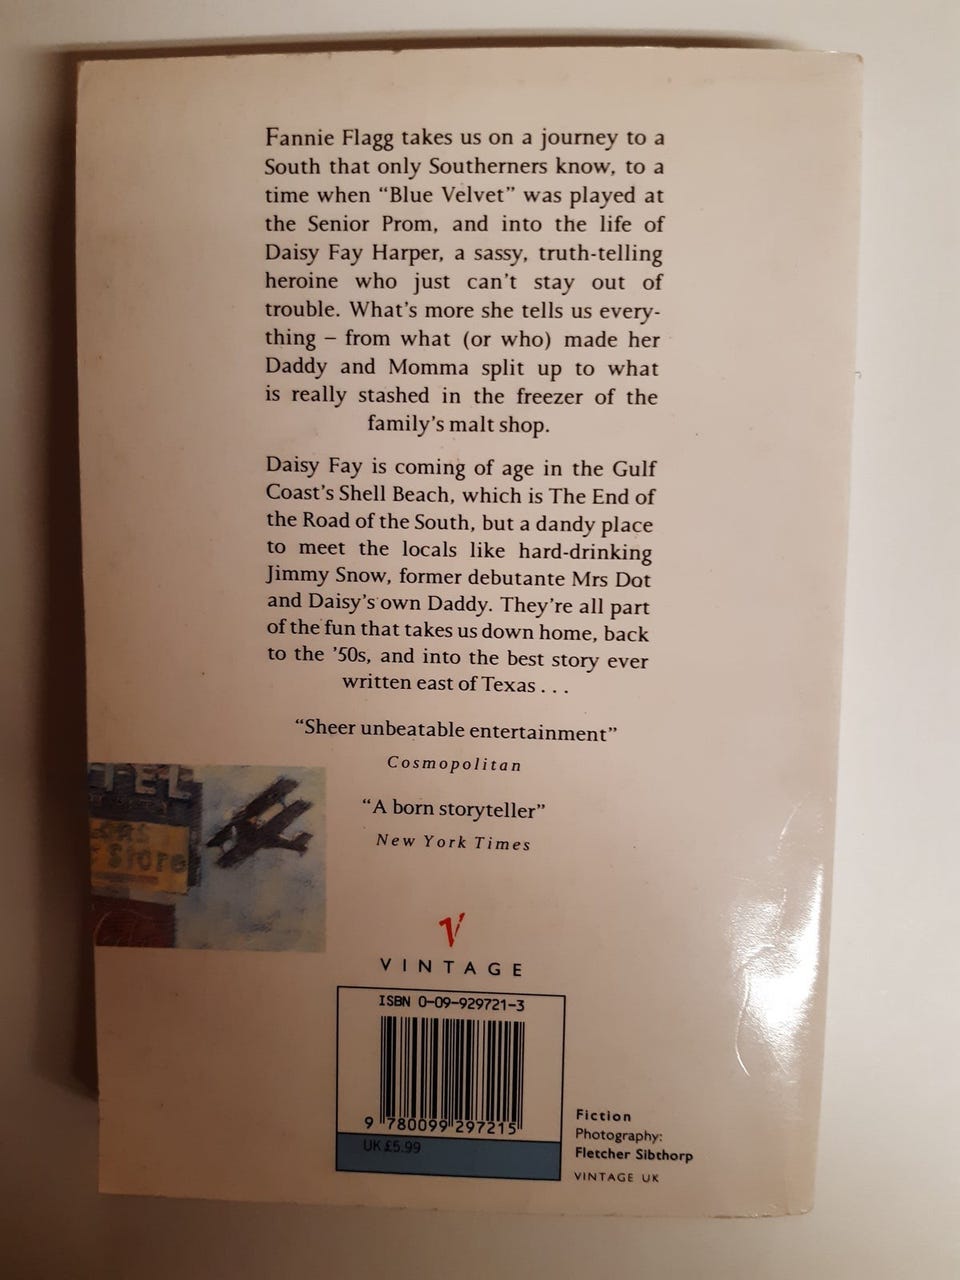 Fannie Flagg takes us on a journey to a
South that only Southerners know, to a
time when “Blue Velvet” was played at
the Senior Prom, and into the life of
Daisy Fay Harper, a sassy, truth-telling
heroine who just can’t stay out of
trouble. What’s more she tells us every-
thing – from what (or who) made her
Daddy and Momma split up to what
is really stashed in the freezer of the
family’s malt shop.
Daisy Fay is coming of age in the Gulf
Coast’s Shell Beach, which is The End of
the Road of the South, but a dandy place
to meet the locals like hard-drinking
Jimmy Snow, former debutante Mrs Dot
and Daisy’s own Daddy. They’re all part
of the fun that takes us down home, back
to the ’50s, and into the best story ever
written east of Texas . . .
“Sheer unbeatable entertainment”
Cosmopolitan
“A born storyteller”
New York Times
TEL
Store
V
VINTAGE
ISBN 0-09-929721-3
9 780099 297215
UK £5.99
Fiction
Photography:
Fletcher Sibthorp
VINTAGE UK